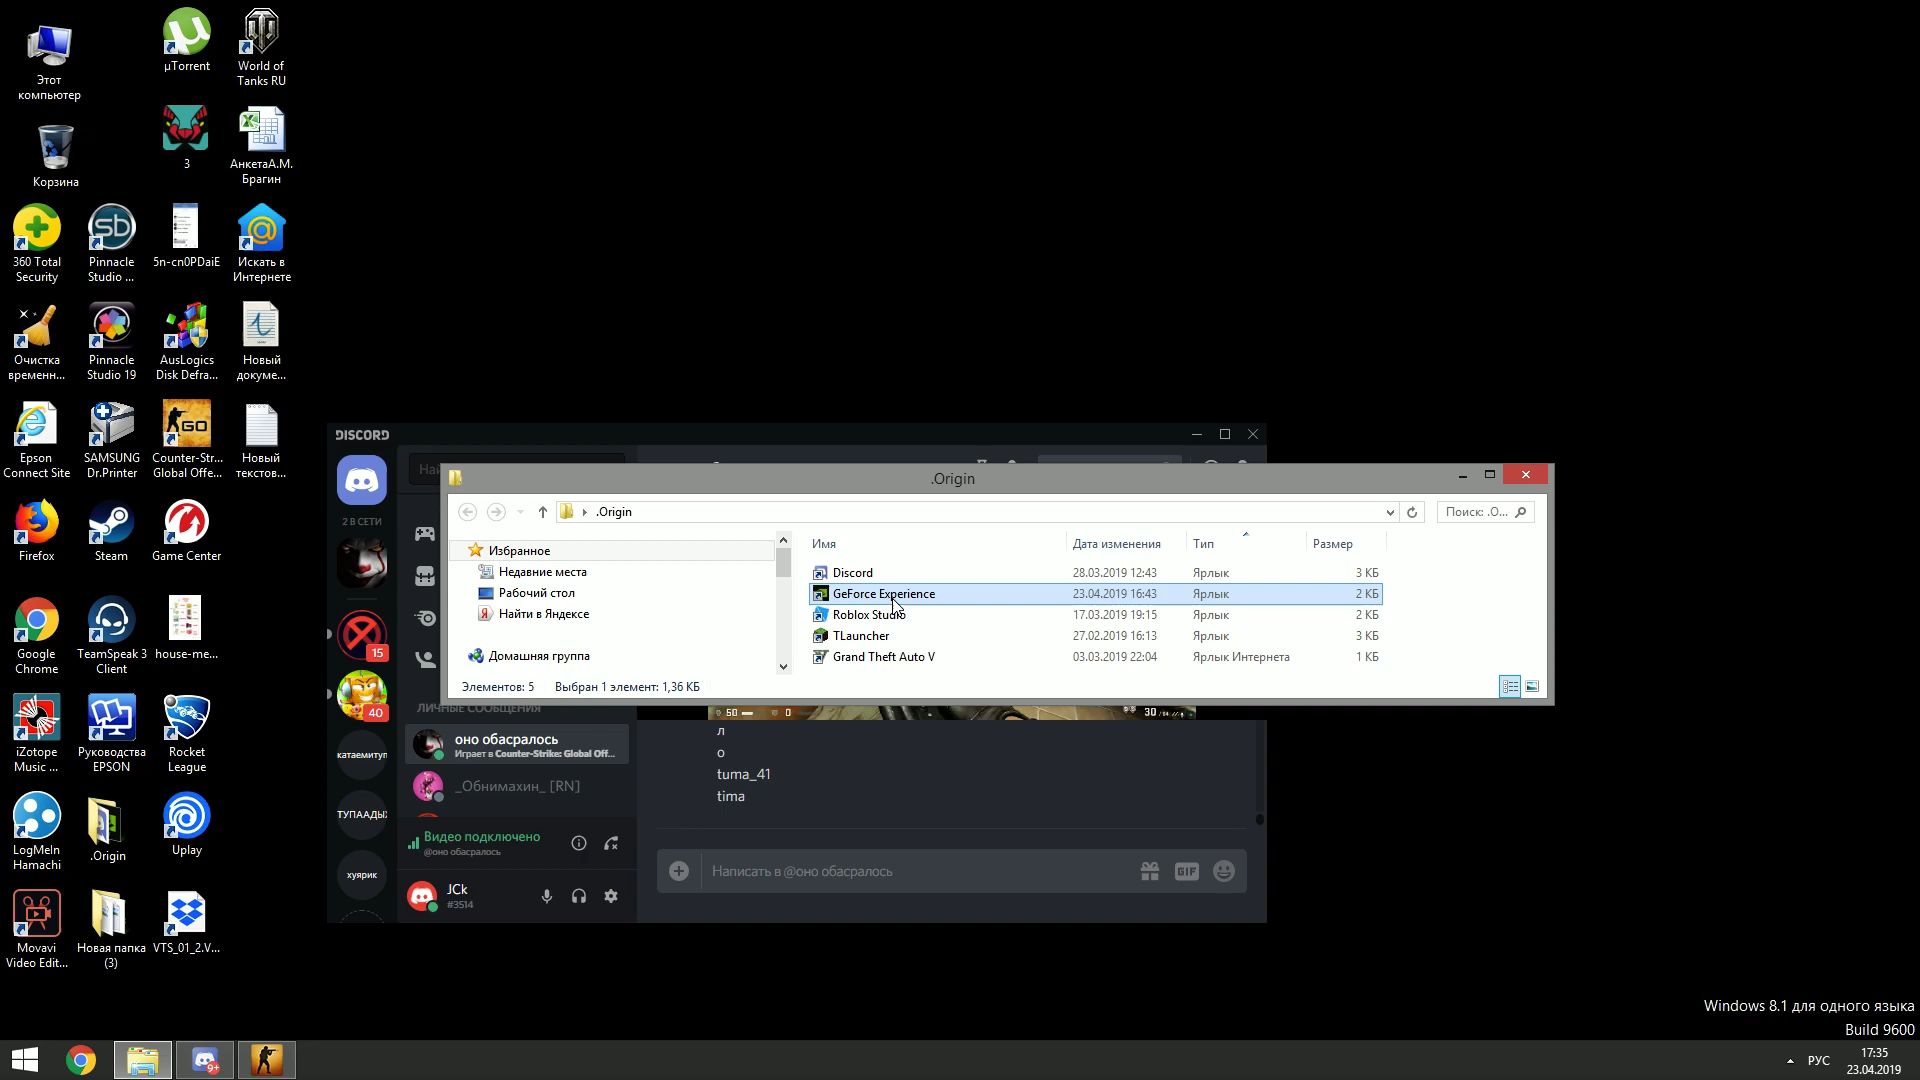 Этот
компьютер
Корзина
360 Total
Security
Очистка
временн...
Epson
Connect Site
Firefox
Google
Chrome
iZotope
Music ...
LogMeIn
Hamachi
Movavi
Video Edit...
Pinnacle
Studio ...
Pinnacle
Studio 19
SAMSUNG
Dr.Printer
Steam
TeamSpeak 3
Client
Руководства
EPSON
.Origin
Новая папка
(3)
µTorrent
3
5n-cn0PDaiE
AusLogics
Disk Defra...
GO
Counter-Str...
Global Offe...
Game Center
house-me...
Rocket
League
Uplay
VTS_01_2.V...
World of
Tanks RU
АнкетаА.М.
Брагин
Искать в
Интернете
Новый
докуме...
Новый
текстов...
DISCORD
2 В СЕТИ
15
40
катаемитуп
ТУПААДЫ
хуярик
Най
ЛИЧНЫЕ СООБЩЕНИЯ
оно обасралось
Играет в Counter-Strike: Global Off...
_Обнимахин_ [RN]
Видео подключено
@оно обасралось
JCk
#3514
50
0
30
л
о
tuma_41
tima
Написать в @оно обасралось
GIF
.Origin
.Origin
Поиск: .O...
Избранное
Недавние места
Рабочий стол
Найти в Яндексе
Домашняя группа
Имя Дата изменения Тип Размер
Discord 28.03.2019 12:43 Ярлык 3 КБ
GeForce Experience 23.04.2019 16:43 Ярлык 2 КБ
Roblox Studio 17.03.2019 19:15 Ярлык 2 КБ
TLauncher 27.02.2019 16:13 Ярлык 3 КБ
Grand Theft Auto V 03.03.2019 22:04 Ярлык Интернета 1 КБ
Элементов: 5 Выбран 1 элемент: 1,36 КБ
Windows 8.1 для одного языка
Build 9600
9+
РУС
17:35
23.04.2019